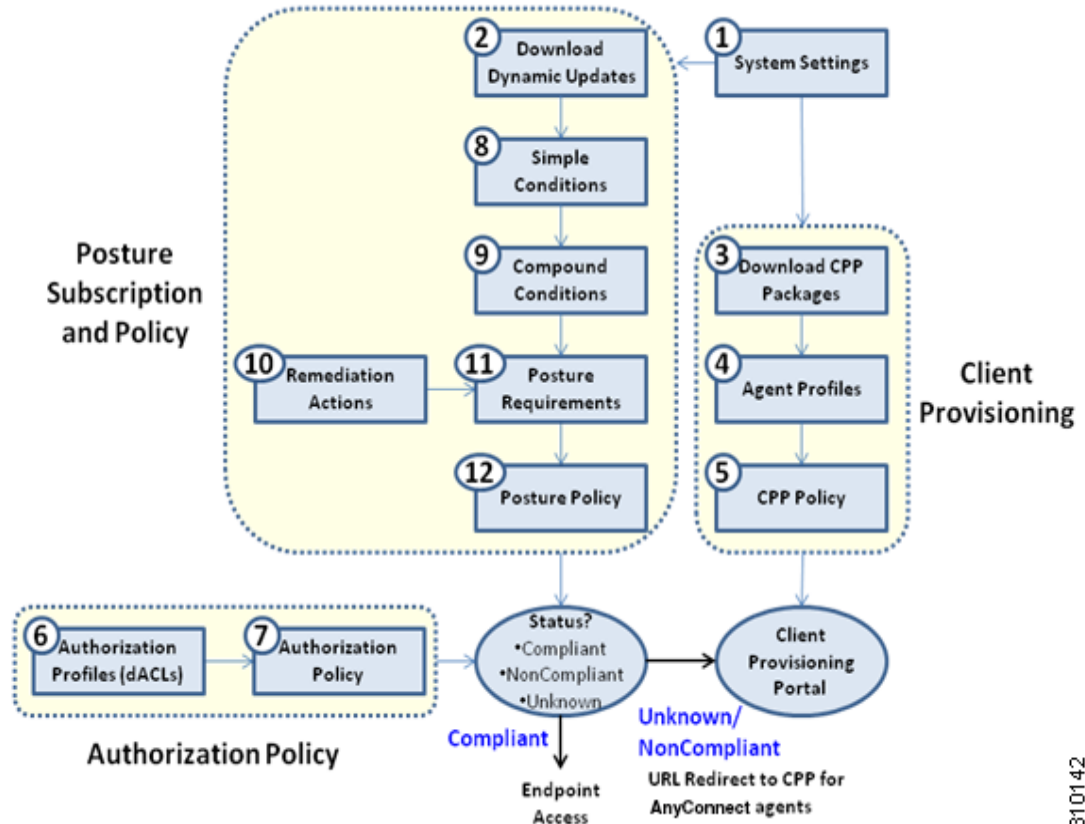 2
Download
Dynamic Updates
1
System Settings
8
Simple
Conditions
9
Compound
Conditions
Posture
Subscription
and Policy
10
Remediation
Actions
11
Posture
Requirements
12
Posture Policy
3
Download CPP
Packages
4
Agent Profiles
5
CPP Policy
Client
Provisioning
6
Authorization
Profiles (dACLs)
7
Authorization
Policy
Authorization Policy
Status?
•Compliant
•NonCompliant
•Unknown
Client
Provisioning
Portal
Compliant
Endpoint
Access
Unknown/
NonCompliant
URL Redirect to CPP for
AnyConnect agents
310142